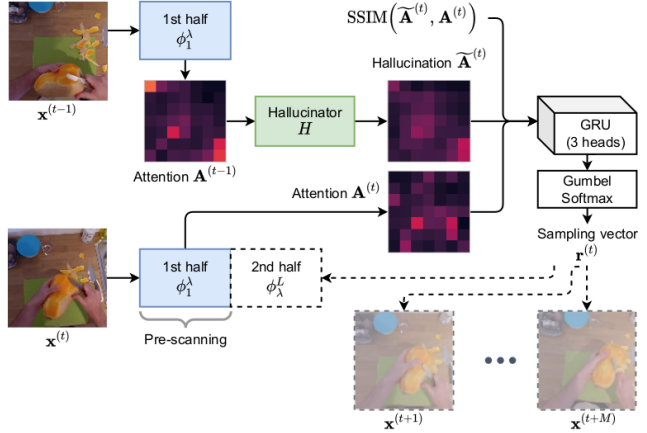 1st half
ϕ₁^λ
SSIM(Ã^(t), A^(t))
Hallucination Ã^(t)
x^(t−1)
Hallucinator
H
GRU
(3 heads)
Attention A^(t−1)
Attention A^(t)
Gumbel
Softmax
Sampling vector
r^(t)
1st half
ϕ₁^λ
2nd half
ϕ_λ^L
x^(t)
Pre-scanning
x^(t+1)
x^(t+M)